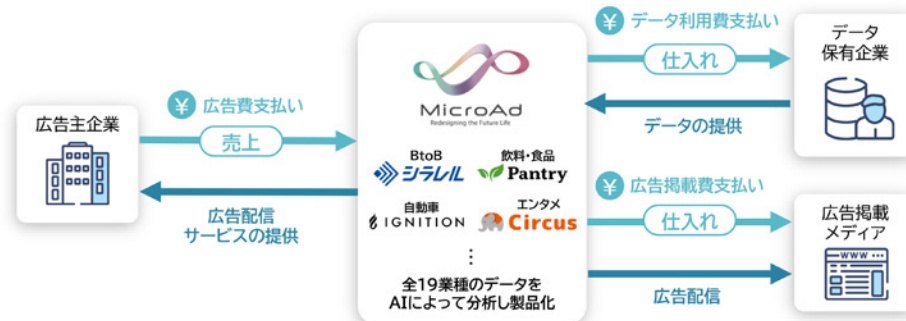 広告主企業
¥ 広告費支払い
売上
広告配信
サービスの提供
MicroAd
Redesigning the Future Life
BtoB
シラレル
飲料・食品
Pantry
自動車
IGNITION
エンタメ
Circus
⋮
全19業種のデータを
AIによって分析し製品化
¥ データ利用費支払い
仕入れ
データの提供
データ
保有企業
¥ 広告掲載費支払い
仕入れ
広告配信
広告掲載
メディア
WWW